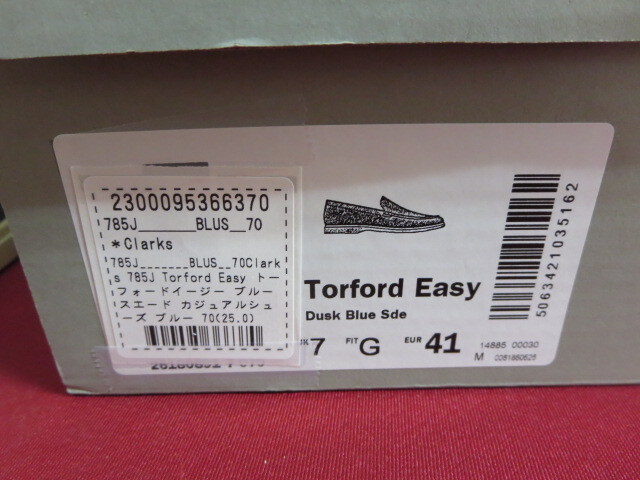 2300095366370
785J_______BLUS__70
*Clarks
785J_______BLUS__70Clark
s 785J Torford Easy トー
フォードイージー ブルー
スエード カジュアルシュ
ーズ ブルー 70(25.0)
Torford Easy
Dusk Blue Sde
7 FIT G EUR 41
14885 00030
M
5063421035162